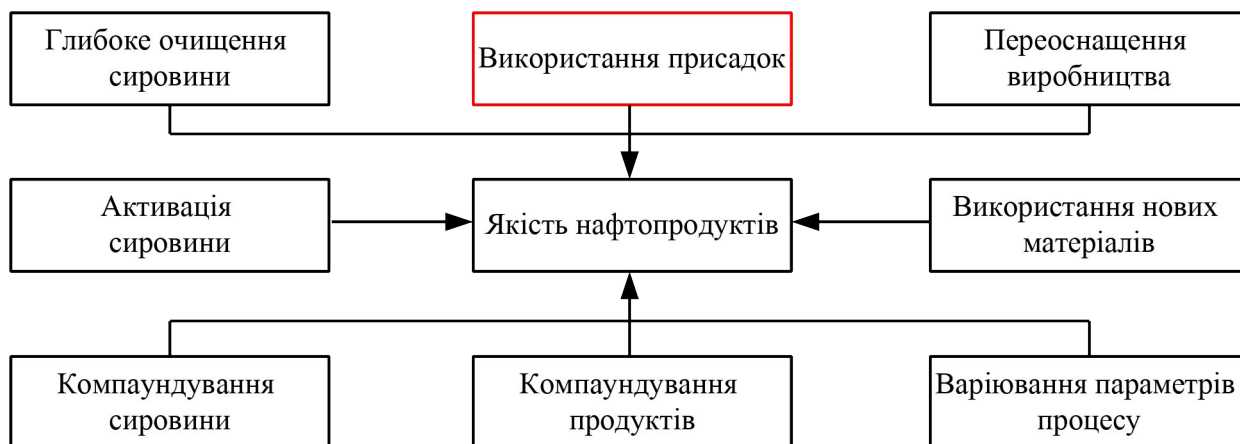 Глибоке очищення
сировини
Використання присадок
Переоснащення
виробництва
Активація
сировини
Якість нафтопродуктів
Використання нових
матеріалів
Компаундування
сировини
Компаундування
продуктів
Варіювання параметрів
процесу